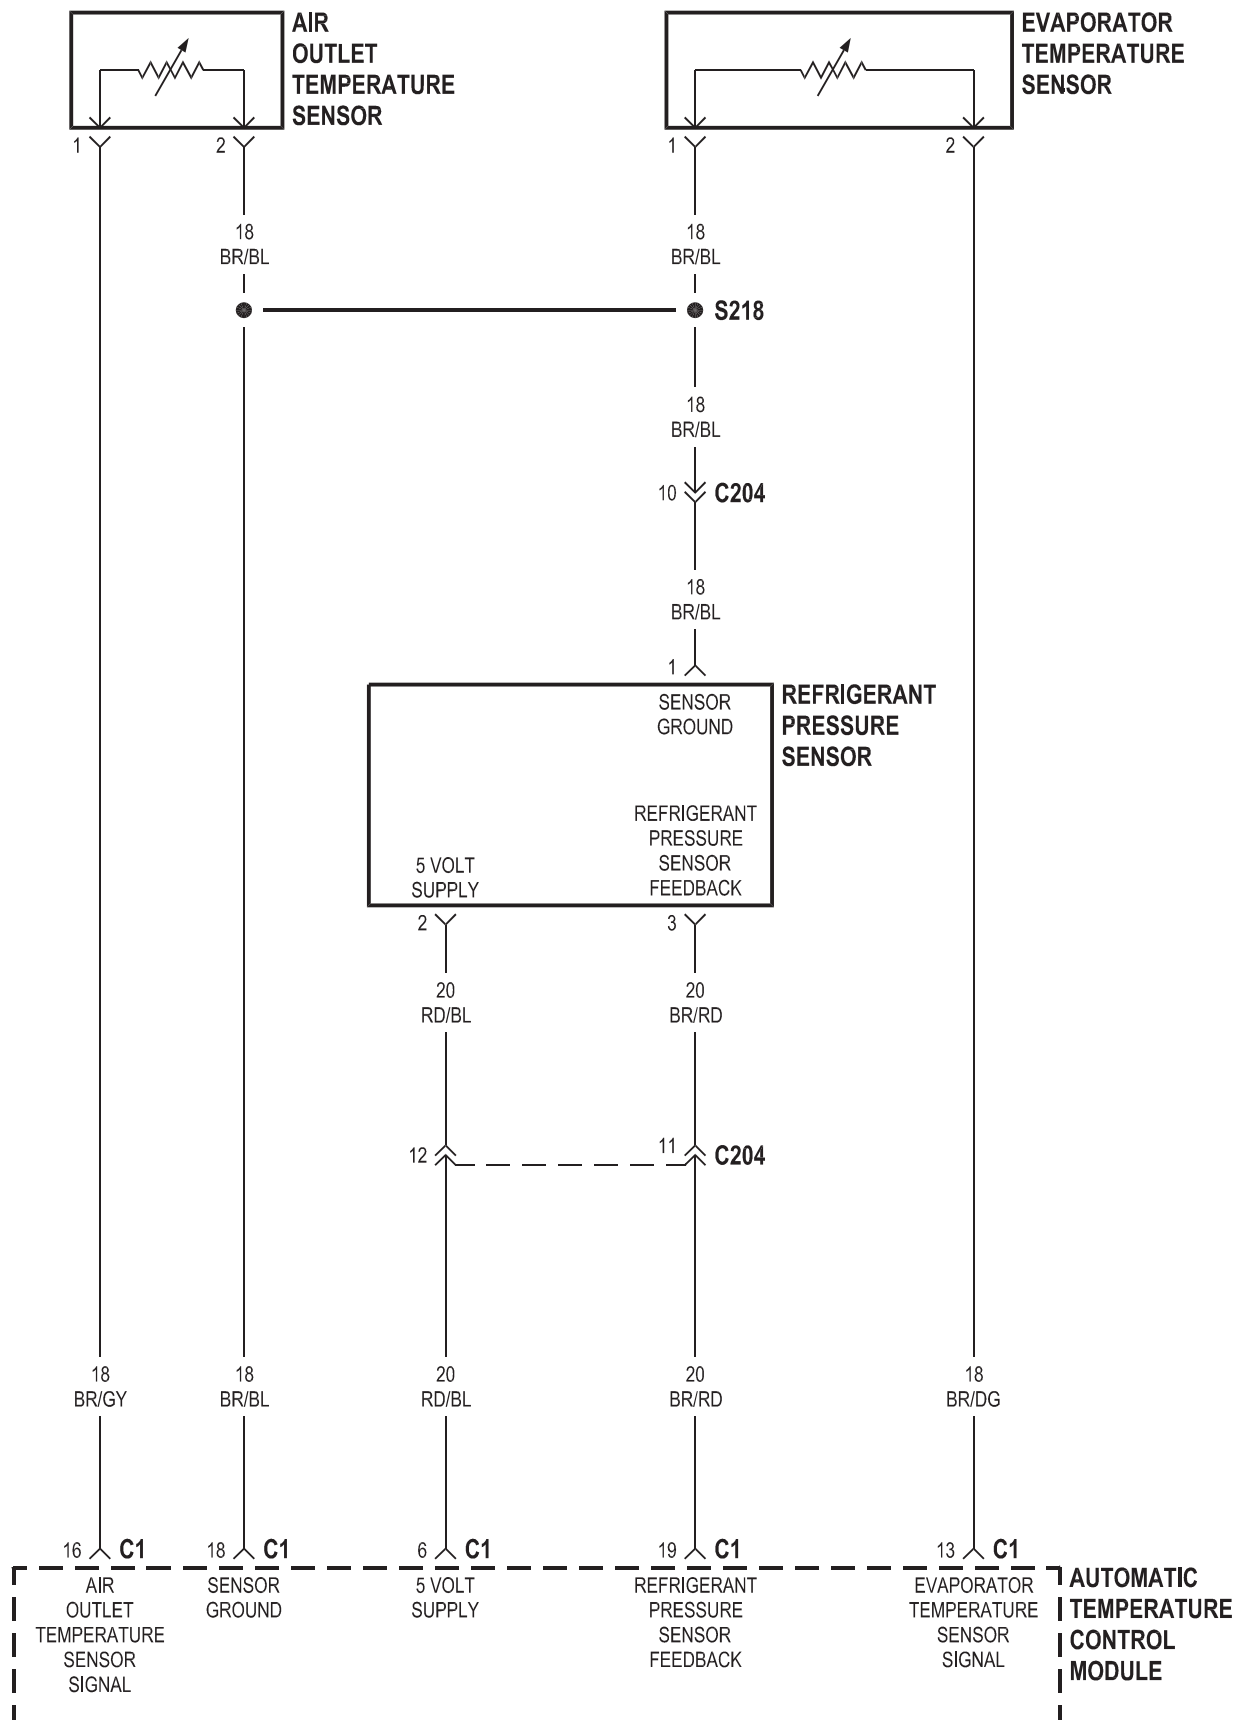 AIR
OUTLET
TEMPERATURE
SENSOR
EVAPORATOR
TEMPERATURE
SENSOR
1
2
1
2
18
BR/BL
18
BR/BL
S218
18
BR/BL
10
C204
18
BR/BL
1
SENSOR
GROUND
REFRIGERANT
PRESSURE
SENSOR
REFRIGERANT
PRESSURE
SENSOR
FEEDBACK
5 VOLT
SUPPLY
2
3
20
RD/BL
20
BR/RD
12
11
C204
18
BR/GY
18
BR/BL
20
RD/BL
20
BR/RD
18
BR/DG
16
C1
18
C1
6
C1
19
C1
13
C1
AIR
OUTLET
TEMPERATURE
SENSOR
SIGNAL
SENSOR
GROUND
5 VOLT
SUPPLY
REFRIGERANT
PRESSURE
SENSOR
FEEDBACK
EVAPORATOR
TEMPERATURE
SENSOR
SIGNAL
AUTOMATIC
TEMPERATURE
CONTROL
MODULE